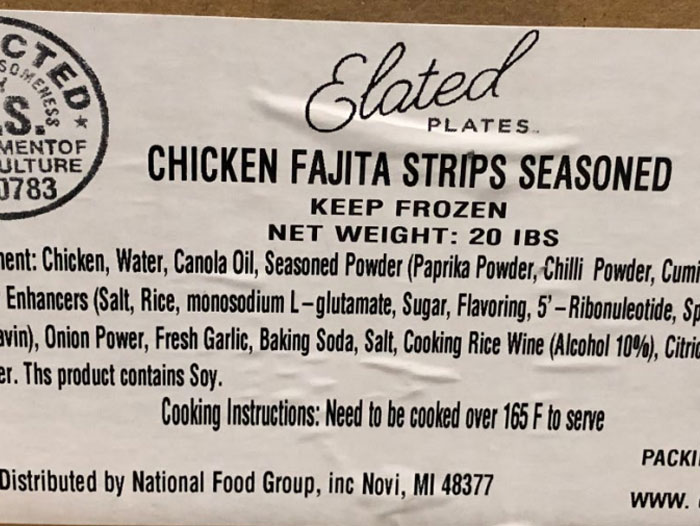 CTED
SOMENESS
Y
.S.
MENTOF
ULTURE
0783
Elated
PLATES
CHICKEN FAJITA STRIPS SEASONED
KEEP FROZEN
NET WEIGHT: 20 IBS
ent: Chicken, Water, Canola Oil, Seasoned Powder (Paprika Powder, Chilli Powder, Cumi
Enhancers (Salt, Rice, monosodium L-glutamate, Sugar, Flavoring, 5'-Ribonuleotide, Sp
avin), Onion Power, Fresh Garlic, Baking Soda, Salt, Cooking Rice Wine (Alcohol 10%), Citric
er. Ths product contains Soy.
Cooking Instructions: Need to be cooked over 165 F to serve
PACKI
Distributed by National Food Group, inc Novi, MI 48377
WWW.